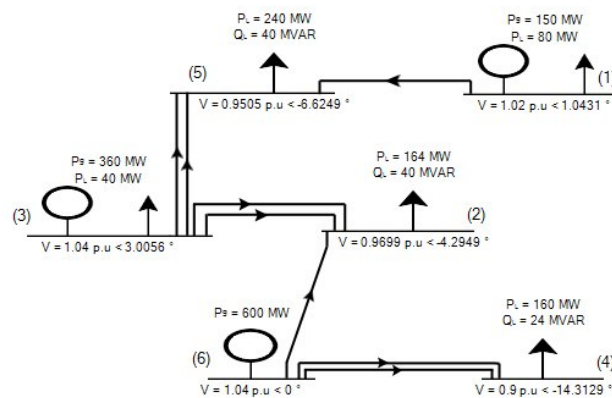 PL = 240 MW
QL = 40 MVAR
Pg = 150 MW
PL = 80 MW
(5)
(1)
V = 0.9505 p.u < -6.6249 °
V = 1.02 p.u < 1.0431 °
Pg = 360 MW
PL = 40 MW
PL = 164 MW
QL = 40 MVAR
(3)
(2)
V = 1.04 p.u < 3.0056 °
V = 0.9699 p.u < -4.2949 °
Pg = 600 MW
PL = 160 MW
QL = 24 MVAR
(6)
(4)
V = 1.04 p.u < 0 °
V = 0.9 p.u < -14.3129 °